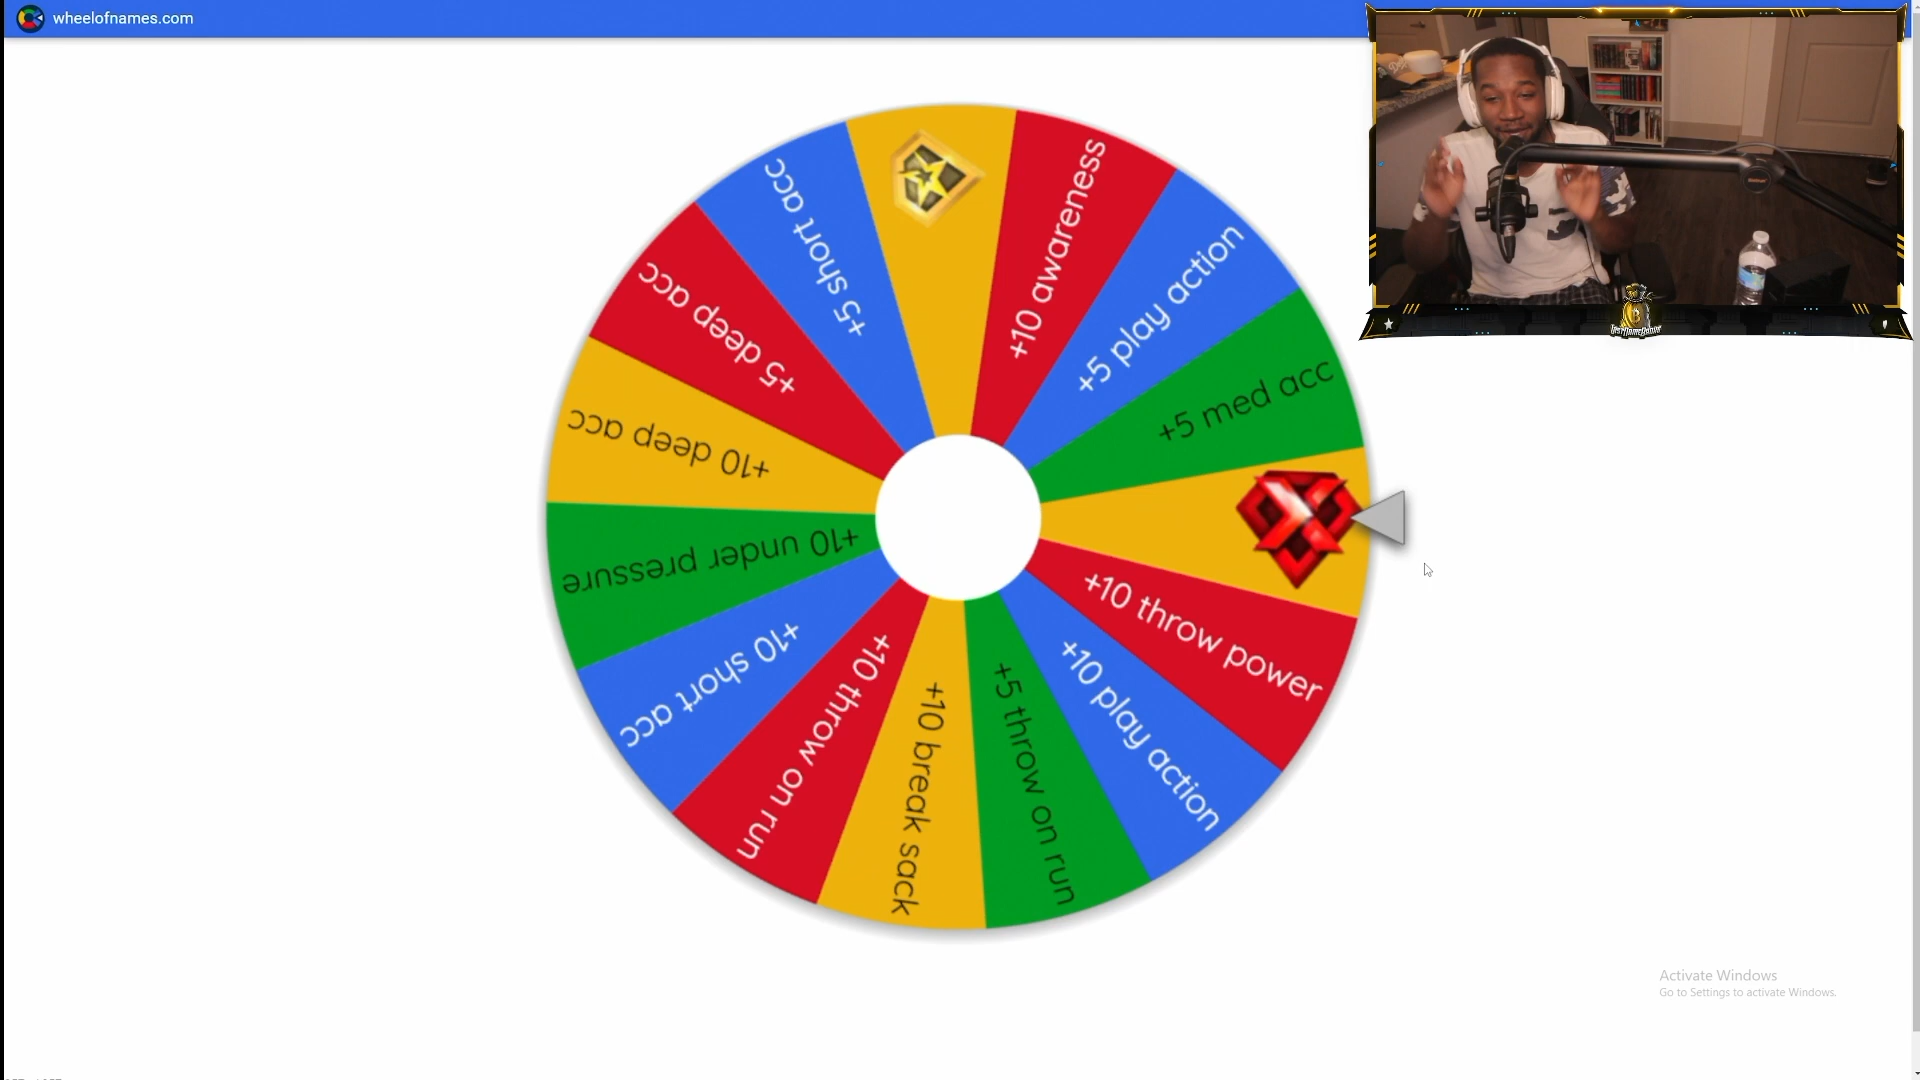 wheelofnames.com
+10 awareness
+5 play action
+5 med acc
+10 throw power
+10 play action
+5 throw on run
+10 break sack
+10 throw on run
+10 short acc
+10 under pressure
+10 deep acc
+5 deep acc
+5 short acc
Activate Windows
Go to Settings to activate Windows.